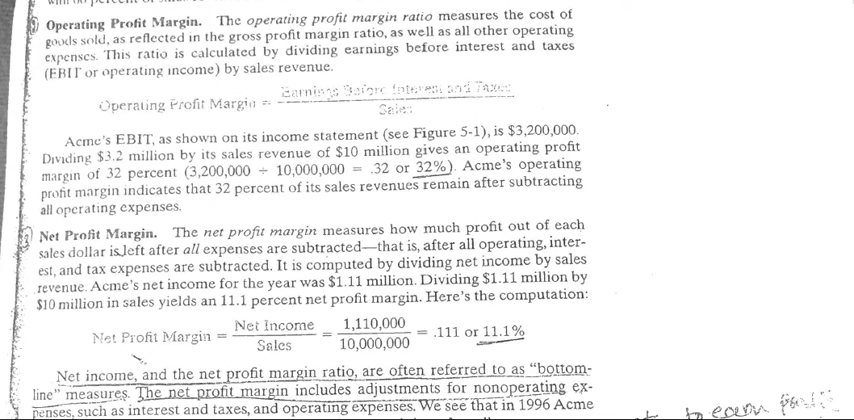 Operating Profit Margin. The operating profit margin ratio measures the cost of
goods sold, as reflected in the gross profit margin ratio, as well as all other operating
expenses. This ratio is calculated by dividing earnings before interest and taxes
(EBIT or operating income) by sales revenue.
Operating Profit Margin = Earnings Before Interest and Taxes / Sales
Acme's EBIT, as shown on its income statement (see Figure 5-1), is $3,200,000.
Dividing $3.2 million by its sales revenue of $10 million gives an operating profit
margin of 32 percent (3,200,000 ÷ 10,000,000 = .32 or 32%). Acme's operating
profit margin indicates that 32 percent of its sales revenues remain after subtracting
all operating expenses.
Net Profit Margin. The net profit margin measures how much profit out of each
sales dollar is left after all expenses are subtracted—that is, after all operating, inter-
est, and tax expenses are subtracted. It is computed by dividing net income by sales
revenue. Acme's net income for the year was $1.11 million. Dividing $1.11 million by
$10 million in sales yields an 11.1 percent net profit margin. Here's the computation:
Net Profit Margin = Net Income / Sales = 1,110,000 / 10,000,000 = .111 or 11.1%
Net income, and the net profit margin ratio, are often referred to as "bottom-
line" measures. The net profit margin includes adjustments for nonoperating ex-
penses, such as interest and taxes, and operating expenses. We see that in 1996 Acme
to earn